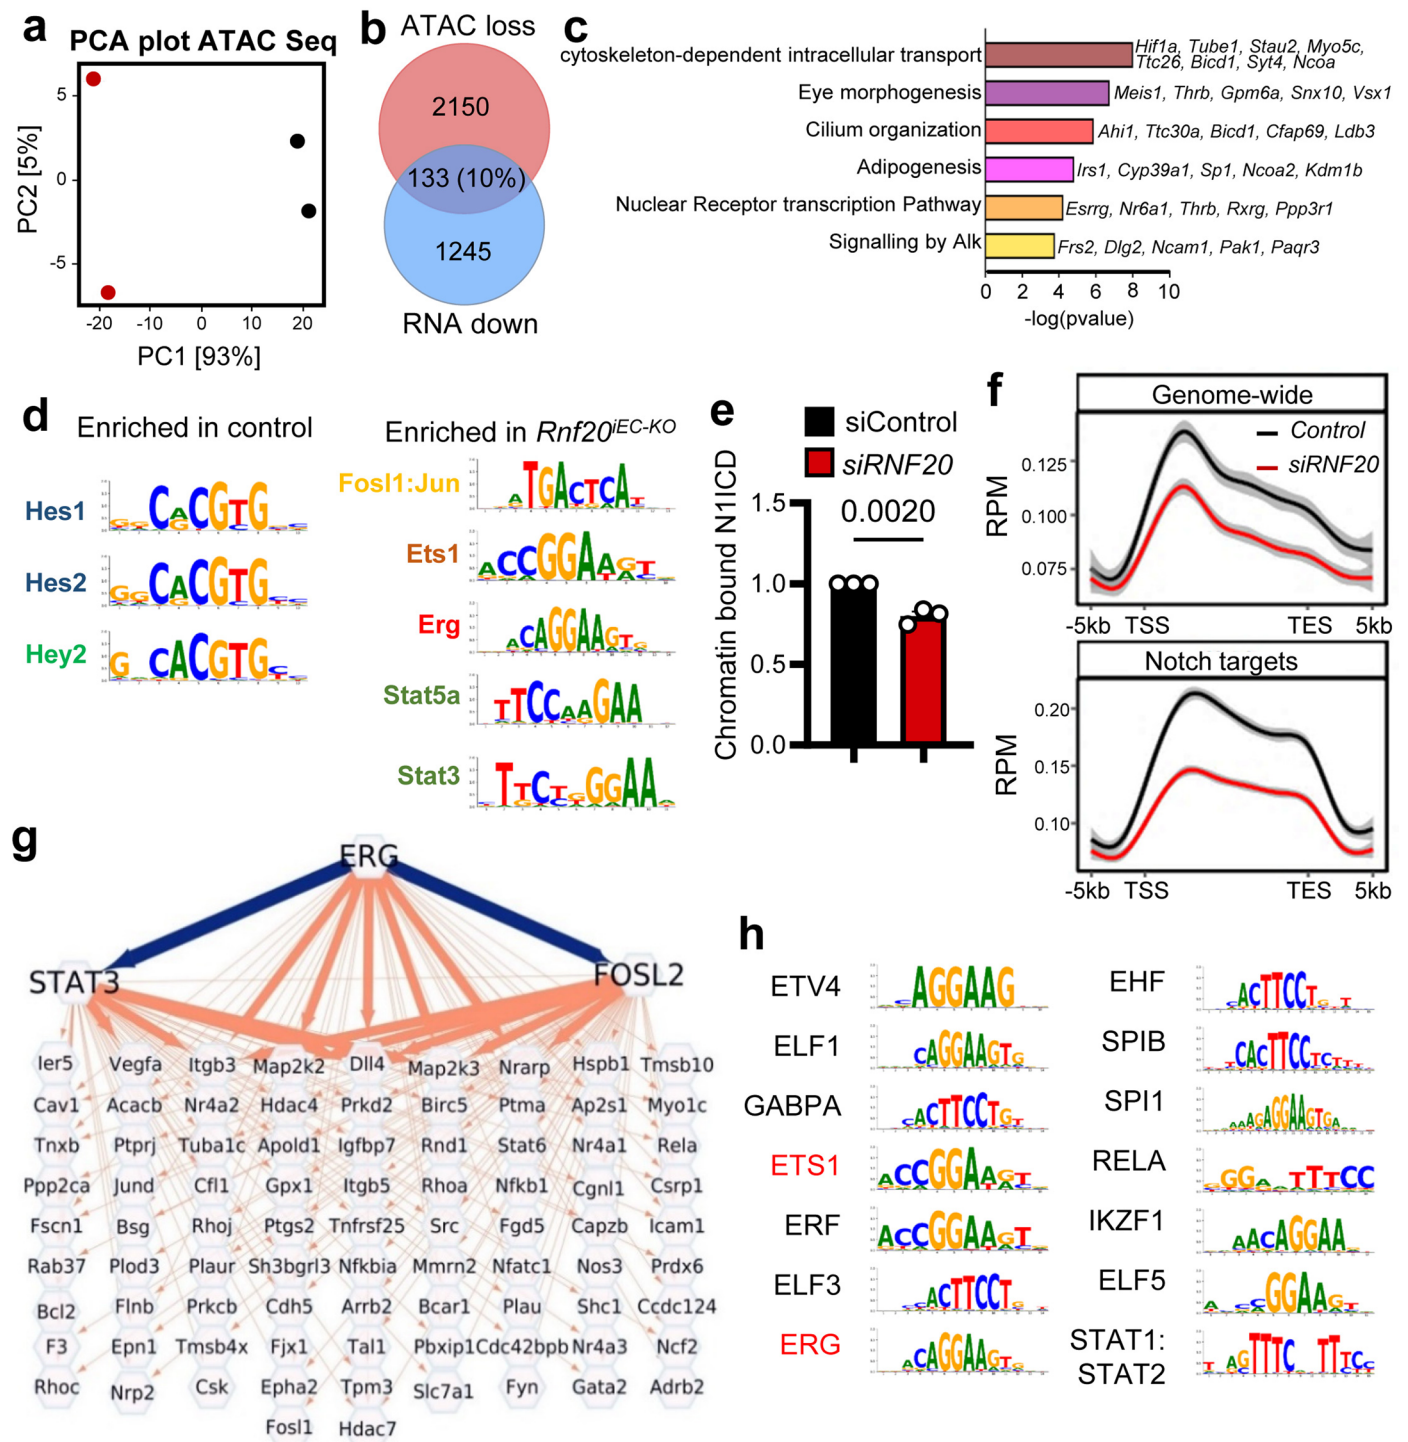 a
PCA plot ATAC Seq
PC2 [5%]
5
0
-5
-20 -10 0 10 20
PC1 [93%]
b
ATAC loss
2150
133 (10%)
1245
RNA down
c
cytoskeleton-dependent intracellular transport
Hif1a, Tube1, Stau2, Myo5c,
Ttc26, Bicd1, Syt4, Ncoa
Eye morphogenesis
Meis1, Thrb, Gpm6a, Snx10, Vsx1
Cilium organization
Ahi1, Ttc30a, Bicd1, Cfap69, Ldb3
Adipogenesis
Irs1, Cyp39a1, Sp1, Ncoa2, Kdm1b
Nuclear Receptor transcription Pathway
Esrrg, Nr6a1, Thrb, Rxrg, Ppp3r1
Signalling by Alk
Frs2, Dlg2, Ncam1, Pak1, Paqr3
0 2 4 6 8 10
-log(pvalue)
d
Enriched in control
Hes1
Hes2
Hey2
Enriched in Rnf20iEC-KO
Fosl1:Jun
Ets1
Erg
Stat5a
Stat3
e
siControl
siRNF20
Chromatin bound N1ICD
1.5
1.0
0.5
0.0
0.0020
f
Genome-wide
Control
siRNF20
RPM
0.125
0.100
0.075
-5kb TSS TES 5kb
Notch targets
RPM
0.20
0.15
0.10
-5kb TSS TES 5kb
g
ERG
STAT3
FOSL2
Ier5 Vegfa Itgb3 Map2k2 Dll4 Map2k3 Nrarp Hspb1 Tmsb10
Cav1 Acacb Nr4a2 Hdac4 Prkd2 Birc5 Ptma Ap2s1 Myo1c
Tnxb Ptprj Tuba1c Apold1 Igfbp7 Rnd1 Stat6 Nr4a1 Rela
Ppp2ca Jund Cfl1 Gpx1 Itgb5 Rhoa Nfkb1 Cgnl1 Csrp1
Fscn1 Bsg Rhoj Ptgs2 Tnfrsf25 Src Fgd5 Capzb Icam1
Rab37 Plod3 Plaur Sh3bgrl3 Nfkbia Mmrn2 Nfatc1 Nos3 Prdx6
Bcl2 Flnb Prkcb Cdh5 Arrb2 Bcar1 Plau Shc1 Ccdc124
F3 Epn1 Tmsb4x Fjx1 Tal1 Pbxip1 Cdc42bpb Nr4a3 Ncf2
Rhoc Nrp2 Csk Epha2 Tpm3 Slc7a1 Fyn Gata2 Adrb2
Fosl1 Hdac7
h
ETV4
ELF1
GABPA
ETS1
ERF
ELF3
ERG
EHF
SPIB
SPI1
RELA
IKZF1
ELF5
STAT1:
STAT2